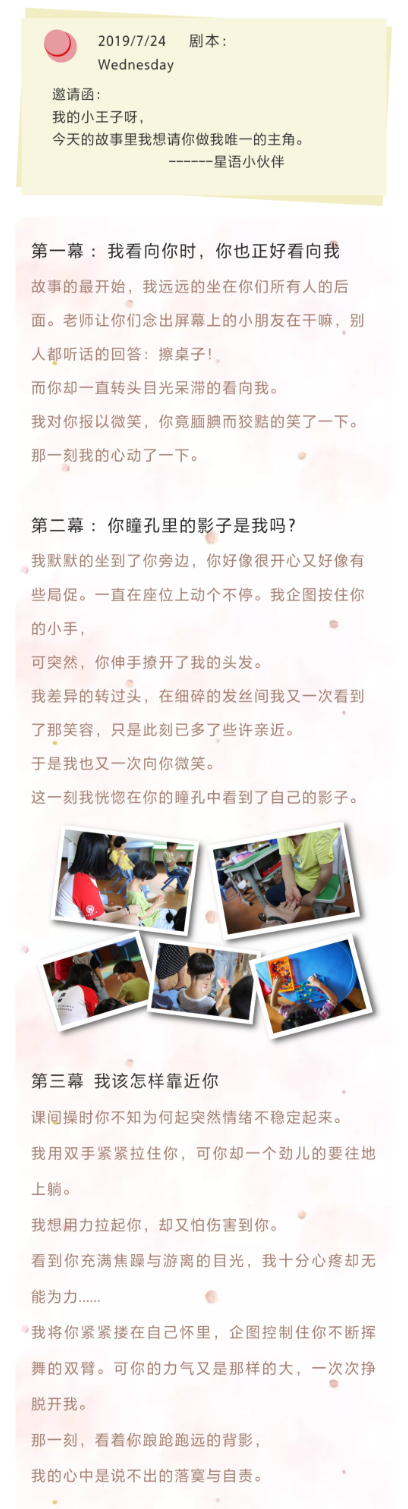 2019/7/24 剧本：
Wednesday
邀请函：
我的小王子呀，
今天的故事里我想请你做我唯一的主角。
------星语小伙伴
第一幕 ：我看向你时，你也正好看向我
故事的最开始，我远远的坐在你们所有人的后
面。老师让你们念出屏幕上的小朋友在干嘛，别
人都听话的回答：擦桌子！
而你却一直转头目光呆滞的看向我。
我对你报以微笑，你竟腼腆而狡黠的笑了一下。
那一刻我的心动了一下。
第二幕 ：你瞳孔里的影子是我吗？
我默默的坐到了你旁边，你好像很开心又好像有
些局促。一直在座位上动个不停。我企图按住你
的小手，
可突然，你伸手撩开了我的头发。
我差异的转过头，在细碎的发丝间我又一次看到
了那笑容，只是此刻已多了些许亲近。
于是我也又一次向你微笑。
这一刻我恍惚在你的瞳孔中看到了自己的影子。
第三幕 我该怎样靠近你
课间操时你不知为何起突然情绪不稳定起来。
我用双手紧紧拉住你，可你却一个劲儿的要往地
上躺。
我想用力拉起你，却又怕伤害到你。
看到你充满焦躁与游离的目光，我十分心疼却无
能为力......
我将你紧紧搂在自己怀里，企图控制住你不断挥
舞的双臂。可你的力气又是那样的大，一次次挣
脱开我。
那一刻，看着你踉跄跑远的背影，
我的心中是说不出的落寞与自责。